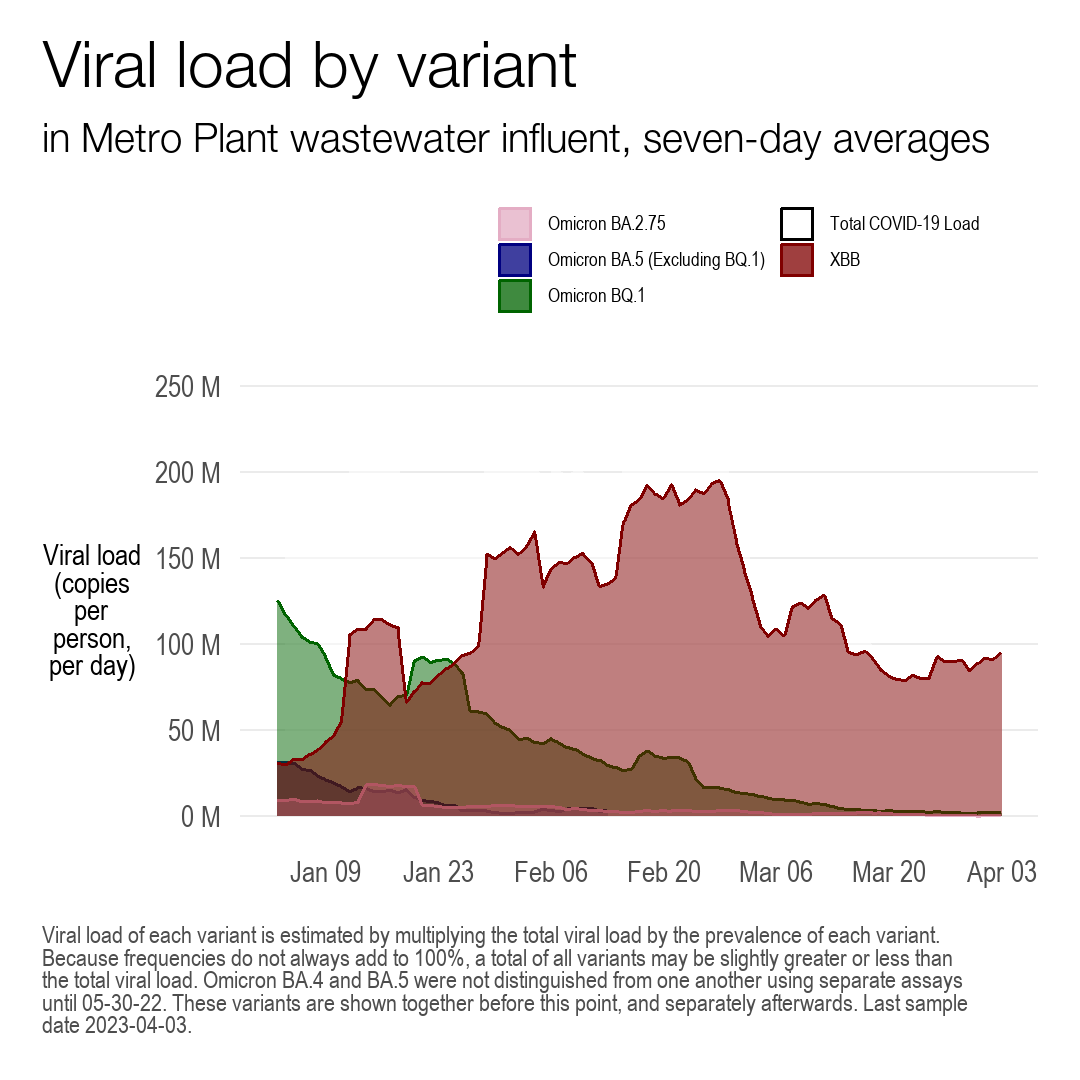 Viral load by variant
in Metro Plant wastewater influent, seven-day averages
Omicron BA.2.75
Omicron BA.5 (Excluding BQ.1)
Omicron BQ.1
Total COVID-19 Load
XBB
250 M
200 M
150 M
100 M
50 M
0 M
Viral load
(copies
per
person,
per day)
Jan 09
Jan 23
Feb 06
Feb 20
Mar 06
Mar 20
Apr 03
Viral load of each variant is estimated by multiplying the total viral load by the prevalence of each variant.
Because frequencies do not always add to 100%, a total of all variants may be slightly greater or less than
the total viral load. Omicron BA.4 and BA.5 were not distinguished from one another using separate assays
until 05-30-22. These variants are shown together before this point, and separately afterwards. Last sample
date 2023-04-03.